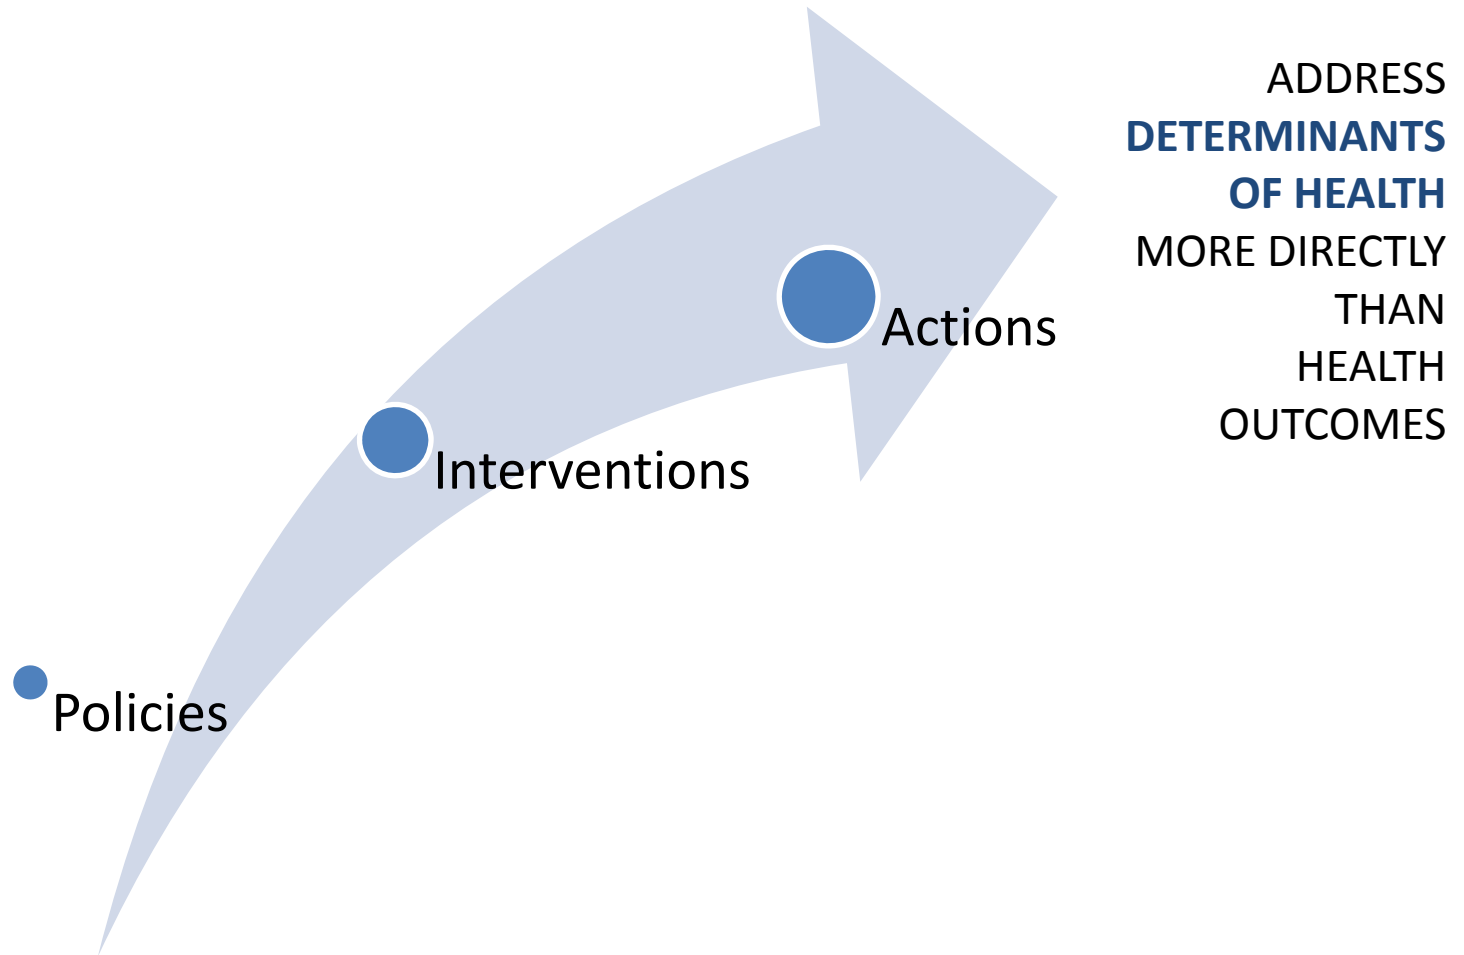 ADDRESS
DETERMINANTS
OF HEALTH
MORE DIRECTLY
THAN
HEALTH
OUTCOMES
Actions
Interventions
Policies